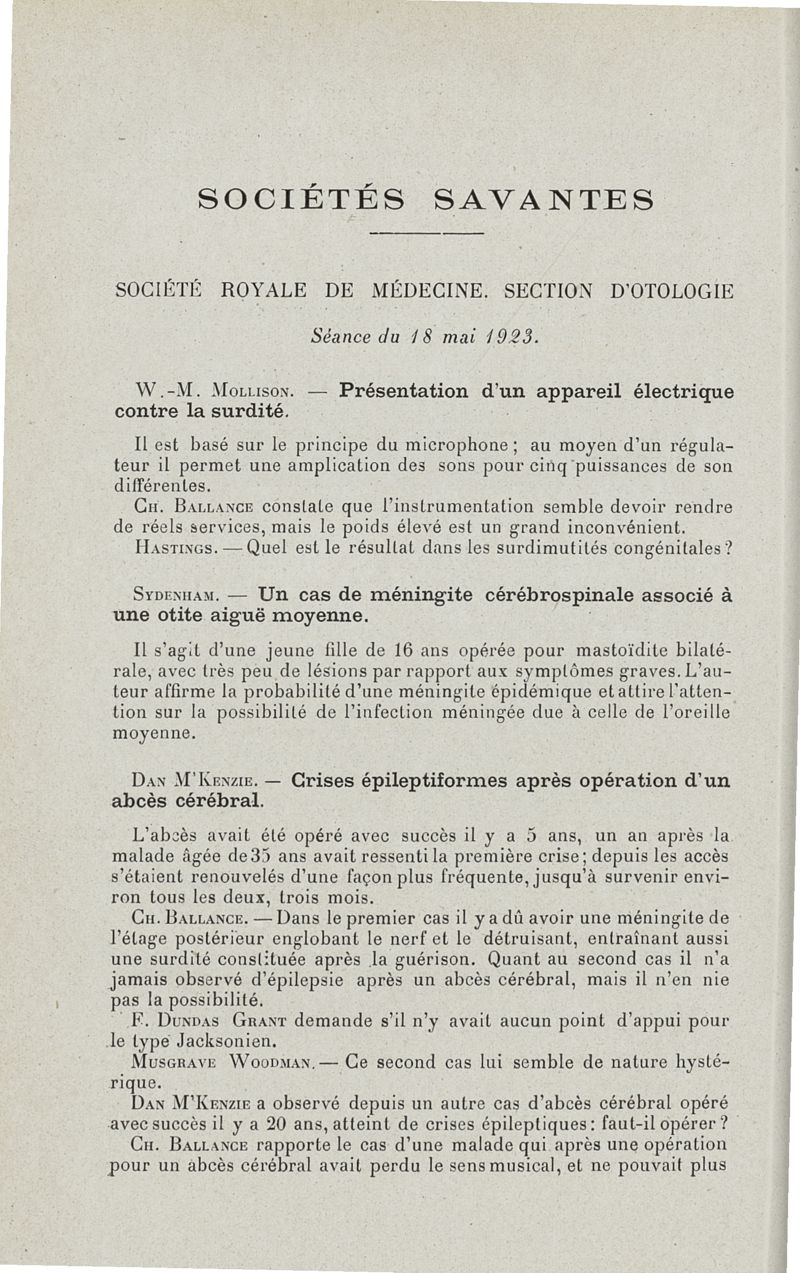 SOCIÉTÉS SAVANTES
SOCIÉTÉ ROYALE DE MÉDECINE. SECTION D'OTOLOGIE
Séance du 18 mai 1923.
W.-M. Mollison. — Présentation d'un appareil électrique
contre la surdité.
Il est basé sur le principe du microphone ; au moyen d'un régula-
teur il permet une amplication des sons pour cinq puissances de son
différentes.
Ch. Ballance constate que l'instrumentation semble devoir rendre
de réels services, mais le poids élevé est un grand inconvénient.
Hastings. — Quel est le résultat dans les surdimutités congénitales ?
Sydenham. — Un cas de méningite cérébrospinale associé à
une otite aiguë moyenne.
Il s'agit d'une jeune fille de 16 ans opérée pour mastoïdite bilaté-
rale, avec très peu de lésions par rapport aux symptômes graves. L'au-
teur affirme la probabilité d'une méningite épidémique et attire l'atten-
tion sur la possibilité de l'infection méningée due à celle de l'oreille
moyenne.
Dan M'Kenzie. — Crises épileptiformes après opération d'un
abcès cérébral.
L'abcès avait été opéré avec succès il y a 5 ans, un an après la
malade âgée de 35 ans avait ressenti la première crise ; depuis les accès
s'étaient renouvelés d'une façon plus fréquente, jusqu'à survenir envi-
ron tous les deux, trois mois.
Ch. Ballance. — Dans le premier cas il y a dû avoir une méningite de
l'étage postérieur englobant le nerf et le détruisant, entraînant aussi
une surdité constituée après la guérison. Quant au second cas il n'a
jamais observé d'épilepsie après un abcès cérébral, mais il n'en nie
pas la possibilité.
F. Dundas Grant demande s'il n'y avait aucun point d'appui pour
le type Jacksonien.
Musgrave Woodman. — Ce second cas lui semble de nature hysté-
rique.
Dan M'Kenzie a observé depuis un autre cas d'abcès cérébral opéré
avec succès il y a 20 ans, atteint de crises épileptiques : faut-il opérer ?
Ch. Ballance rapporte le cas d'une malade qui après une opération
pour un abcès cérébral avait perdu le sens musical, et ne pouvait plus